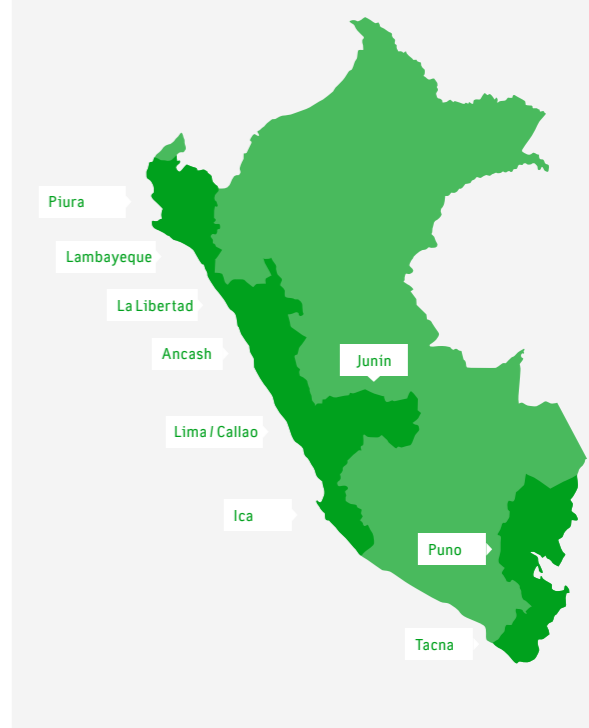 Piura
Lambayeque
La Libertad
Ancash
Junin
Lima / Callao
Ica
Puno
Tacna